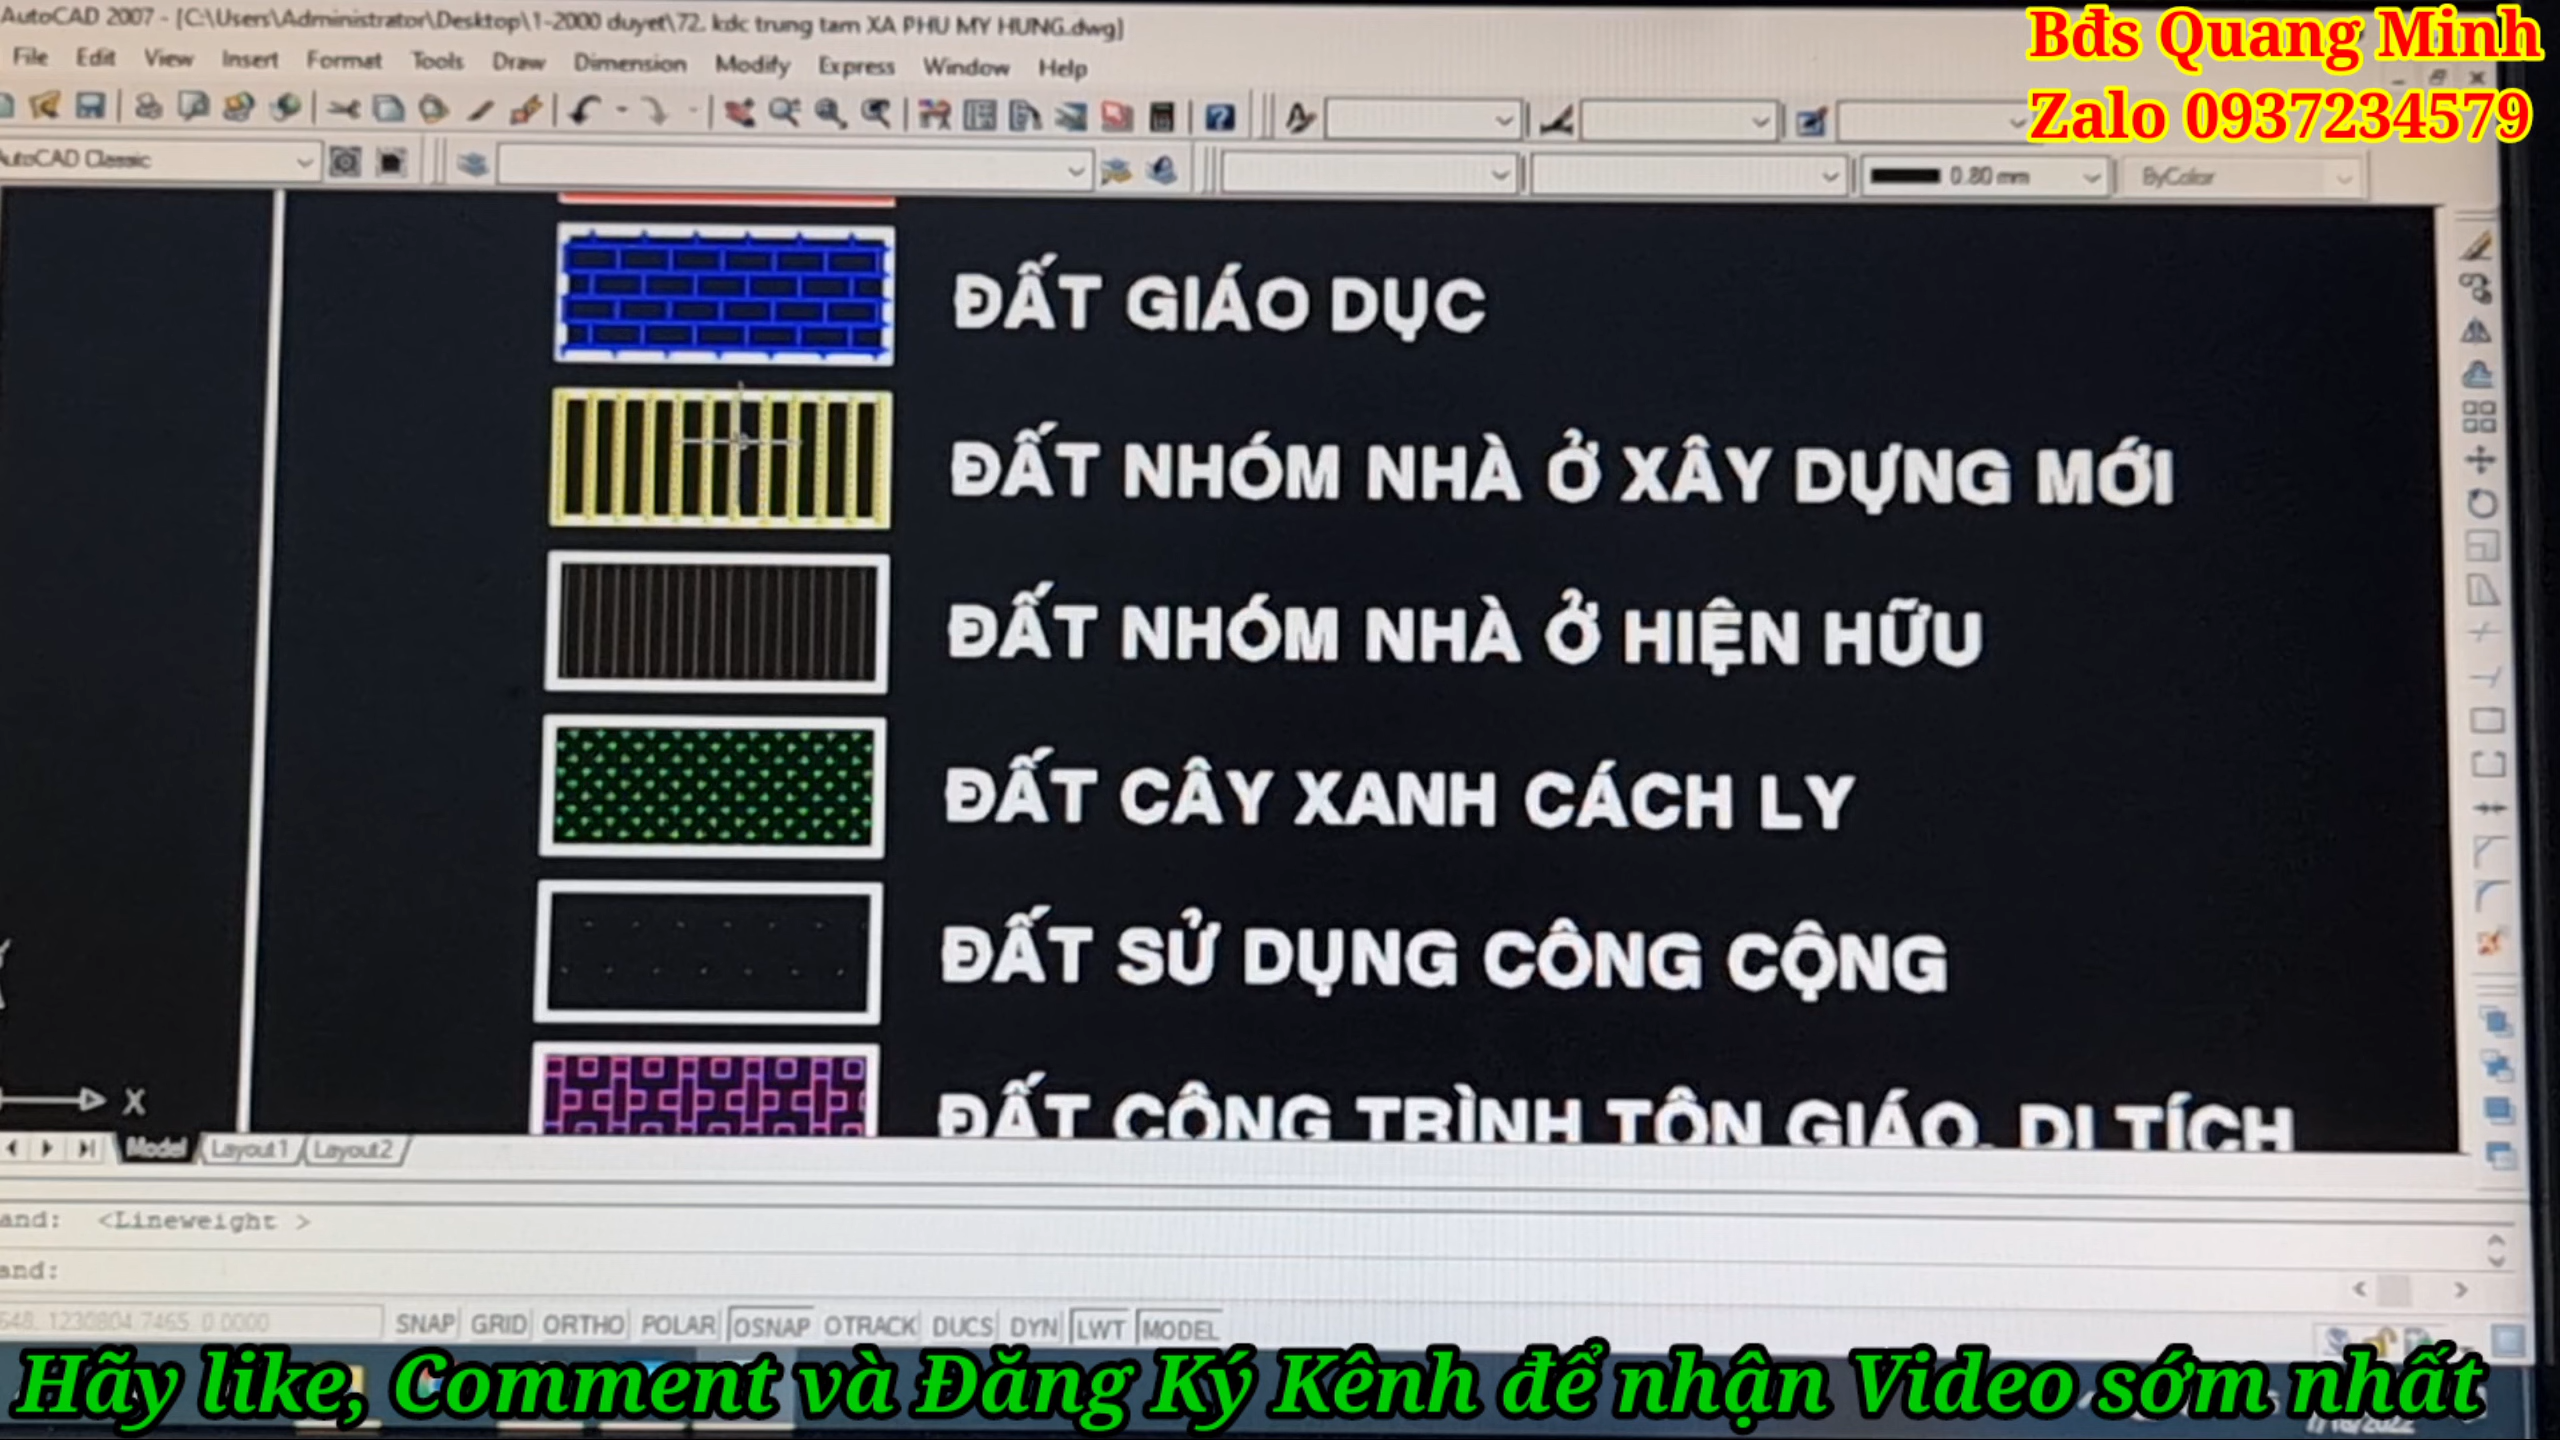 AutoCAD 2007 - [C:\Users\Administrator\Desktop\1-2000 duyet\72. kdc trung tam XA PHU MY HUNG.dwg]
Bđs Quang Minh
File Edit View Insert Format Tools Draw Dimension Modify Express Window Help
Zalo 0937234579
AutoCAD Classic
0.80 mm
ByColor
ĐẤT GIÁO DỤC
ĐẤT NHÓM NHÀ Ở XÂY DỰNG MỚI
ĐẤT NHÓM NHÀ Ở HIỆN HỮU
ĐẤT CÂY XANH CÁCH LY
ĐẤT SỬ DỤNG CÔNG CỘNG
ĐẤT CÔNG TRÌNH TÔN GIÁO, DI TÍCH
X
Model Layout1 Layout2
and: <Lineweight >
and:
648, 1230804.7465, 0.0000
SNAP GRID ORTHO POLAR OSNAP OTRACK DUCS DYN LWT MODEL
Hãy like, Comment và Đăng Ký Kênh để nhận Video sớm nhất